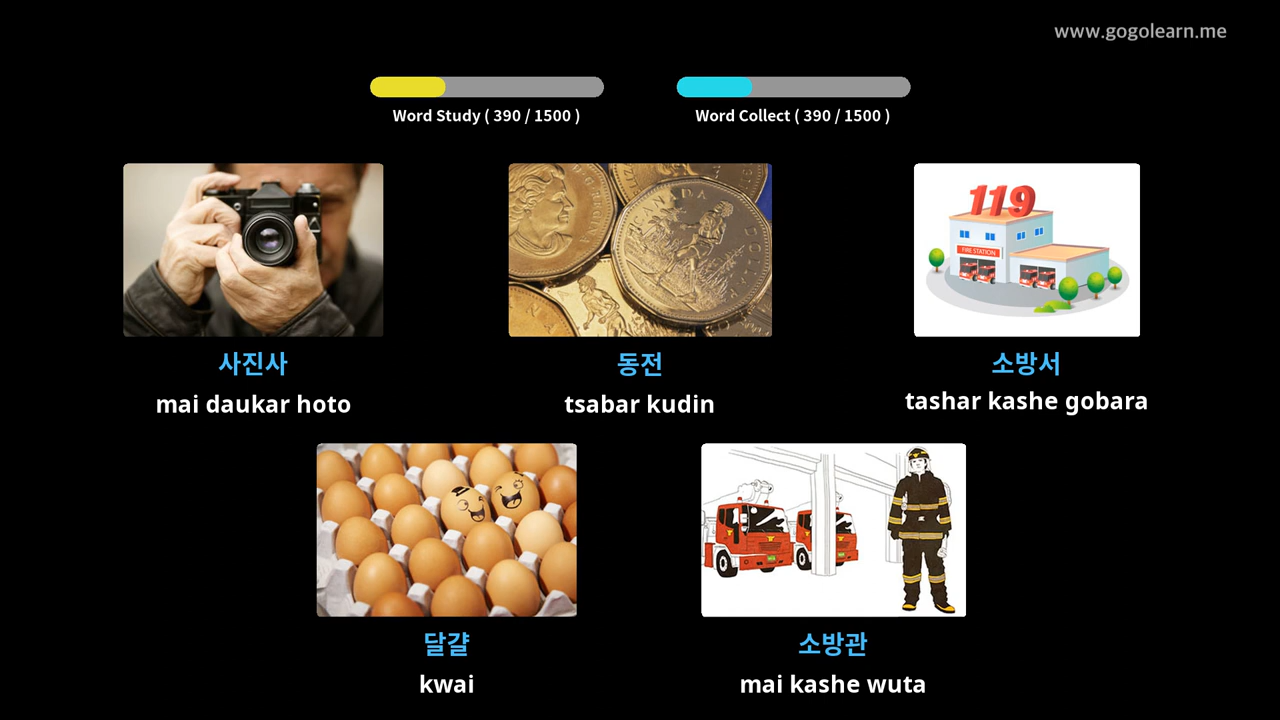 www.gogolearn.me
Word Study ( 390 / 1500 )
Word Collect ( 390 / 1500 )
119
FIRE STATION
사진사
mai daukar hoto
동전
tsabar kudin
소방서
tashar kashe gobara
달걀
kwai
소방관
mai kashe wuta